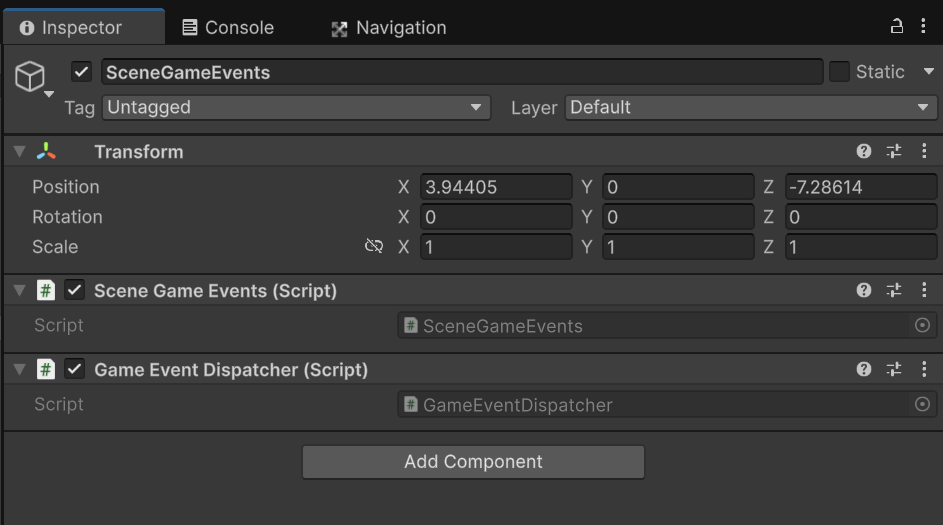 Inspector Console Navigation
SceneGameEvents Static
Tag Untagged Layer Default
Transform
Position X 3.94405 Y 0 Z -7.28614
Rotation X 0 Y 0 Z 0
Scale X 1 Y 1 Z 1
# Scene Game Events (Script)
Script # SceneGameEvents
# Game Event Dispatcher (Script)
Script # GameEventDispatcher
Add Component